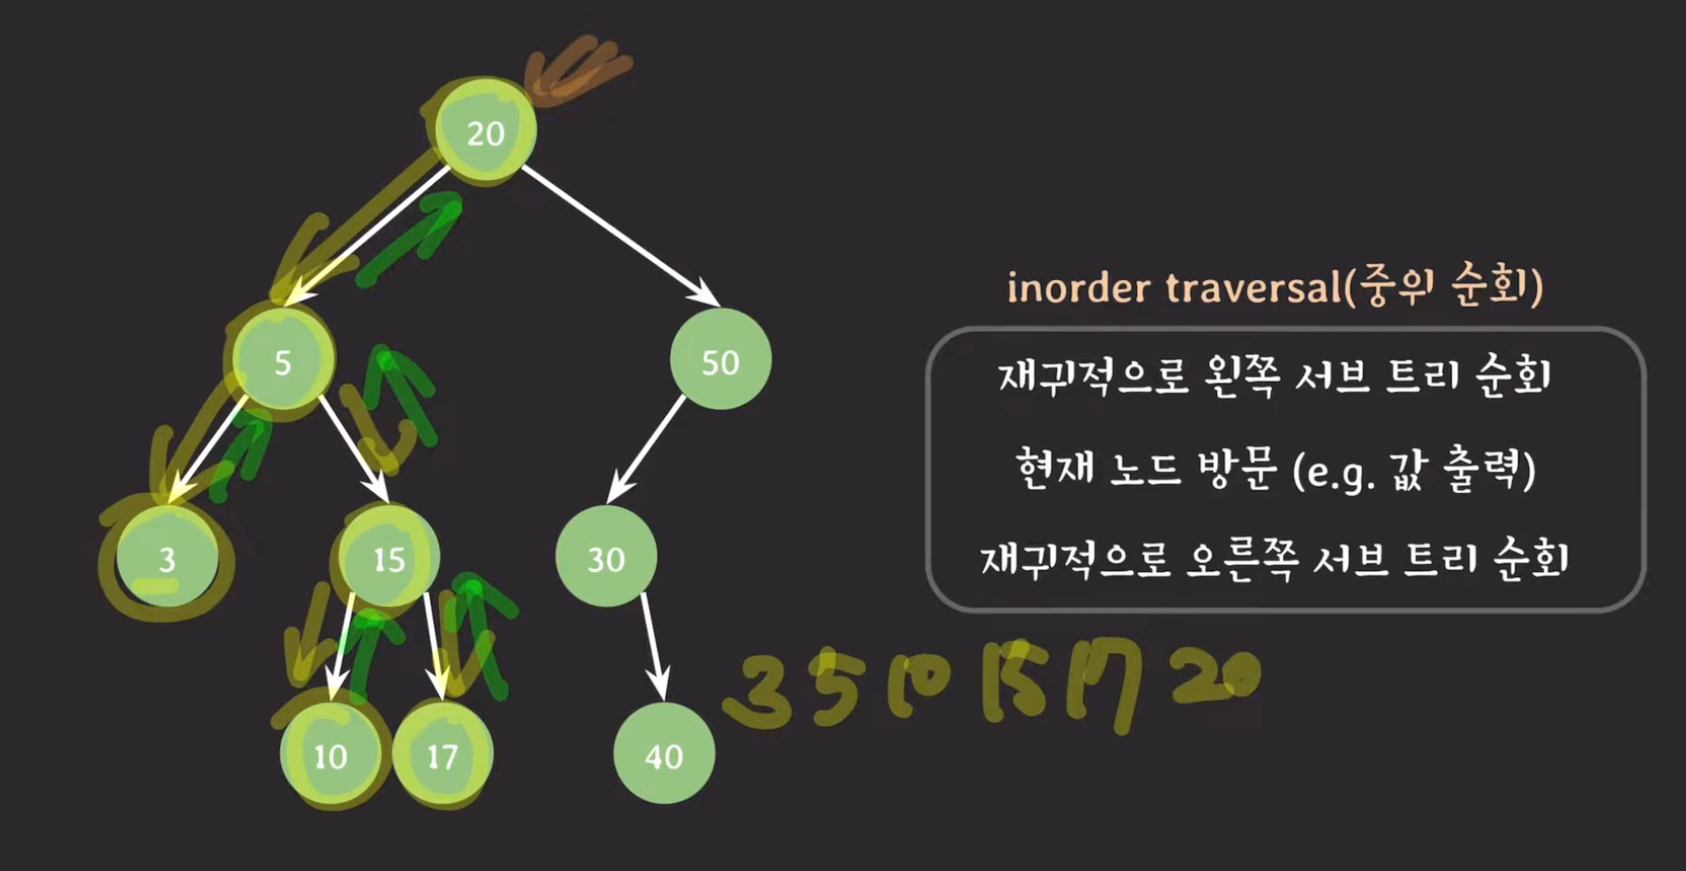 20
5
50
inorder traversal(중위 순회)
재귀적으로 왼쪽 서브 트리 순회
현재 노드 방문 (e.g. 값 출력)
재귀적으로 오른쪽 서브 트리 순회
3
15
30
10
17
40
3 5 10 15 17 20